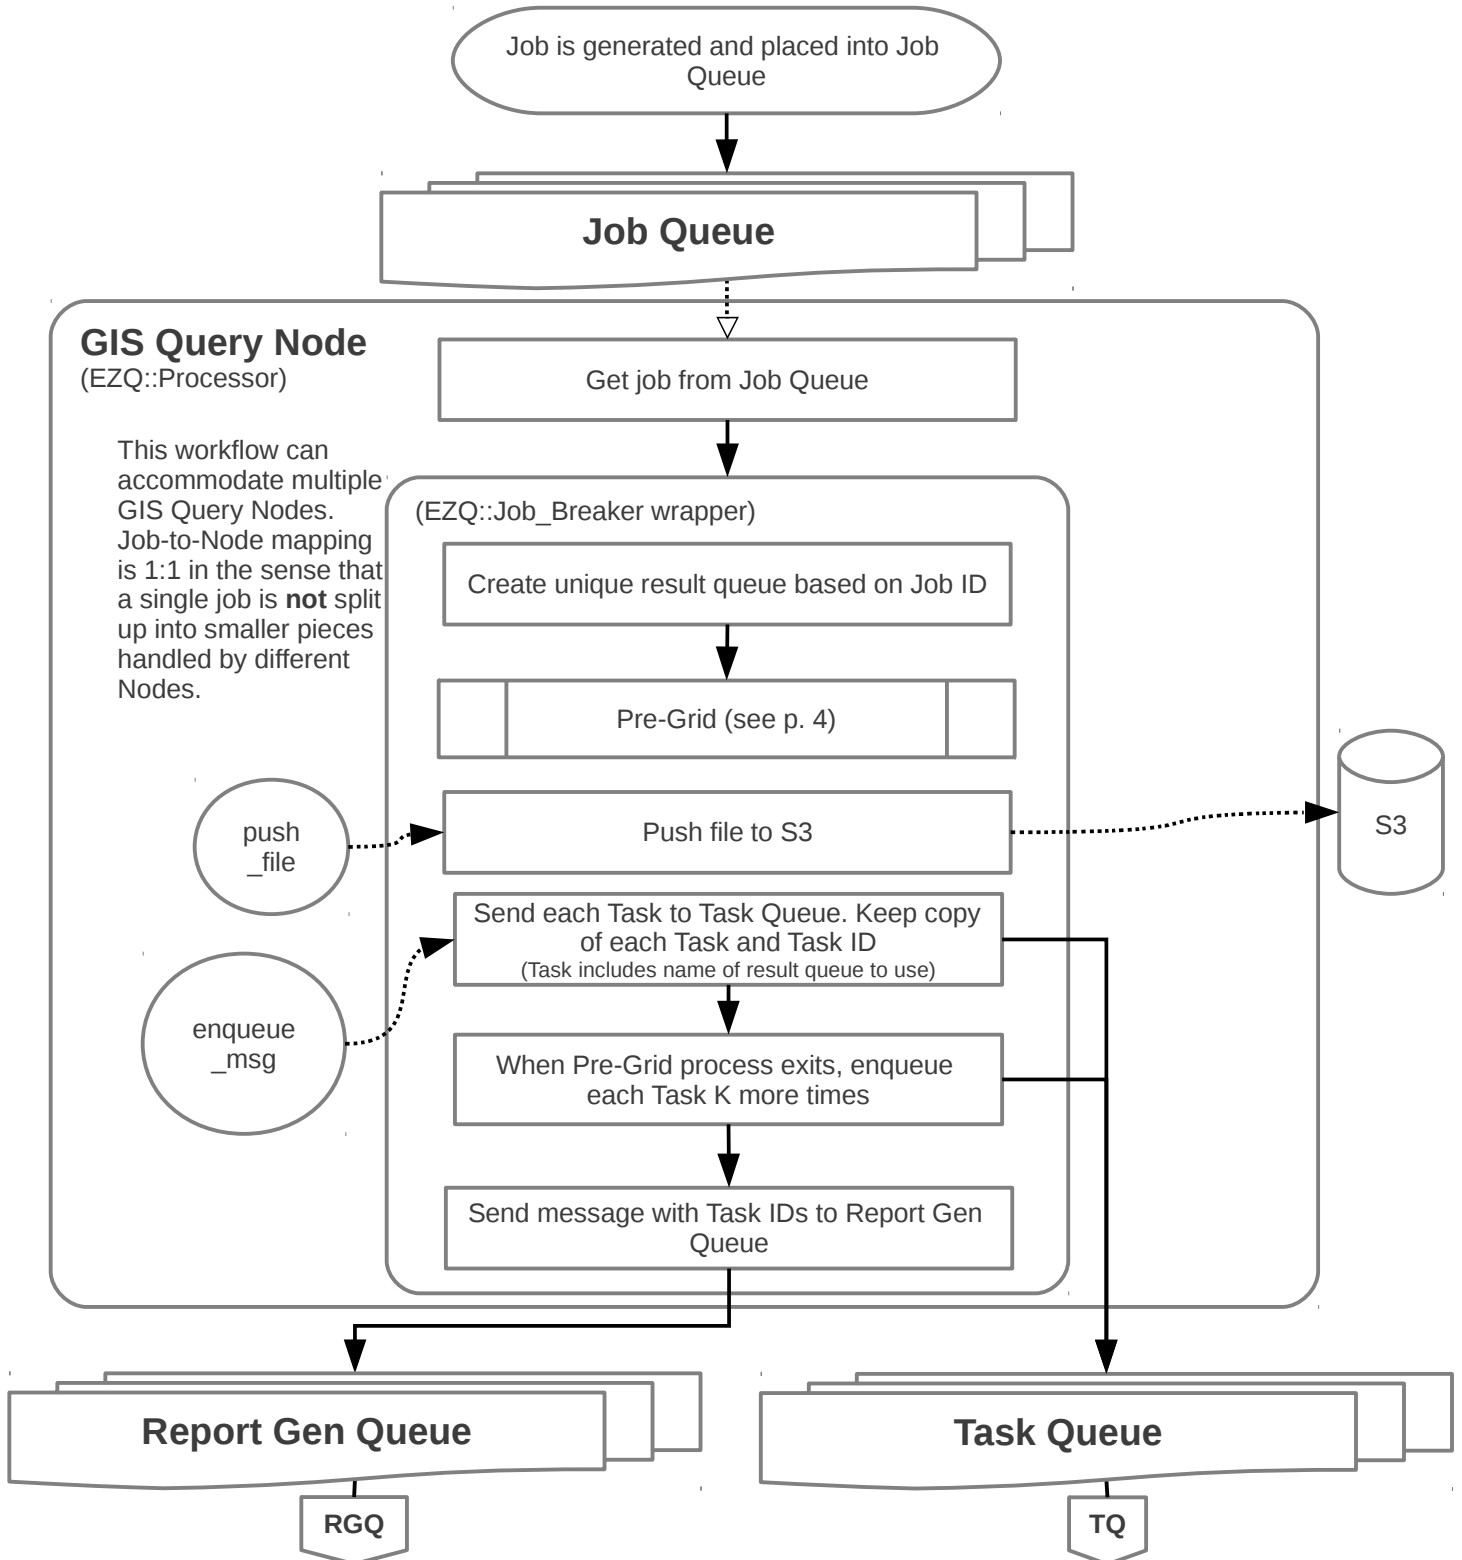 Job is generated and placed into Job
Queue
Job Queue
GIS Query Node
(EZQ::Processor)
Get job from Job Queue
This workflow can
accommodate multiple
GIS Query Nodes.
Job-to-Node mapping
is 1:1 in the sense that
a single job is not split
up into smaller pieces
handled by different
Nodes.
(EZQ::Job_Breaker wrapper)
Create unique result queue based on Job ID
Pre-Grid (see p. 4)
push
_file
Push file to S3
S3
Send each Task to Task Queue. Keep copy
of each Task and Task ID
(Task includes name of result queue to use)
enqueue
_msg
When Pre-Grid process exits, enqueue
each Task K more times
Send message with Task IDs to Report Gen
Queue
Report Gen Queue
Task Queue
RGQ
TQ